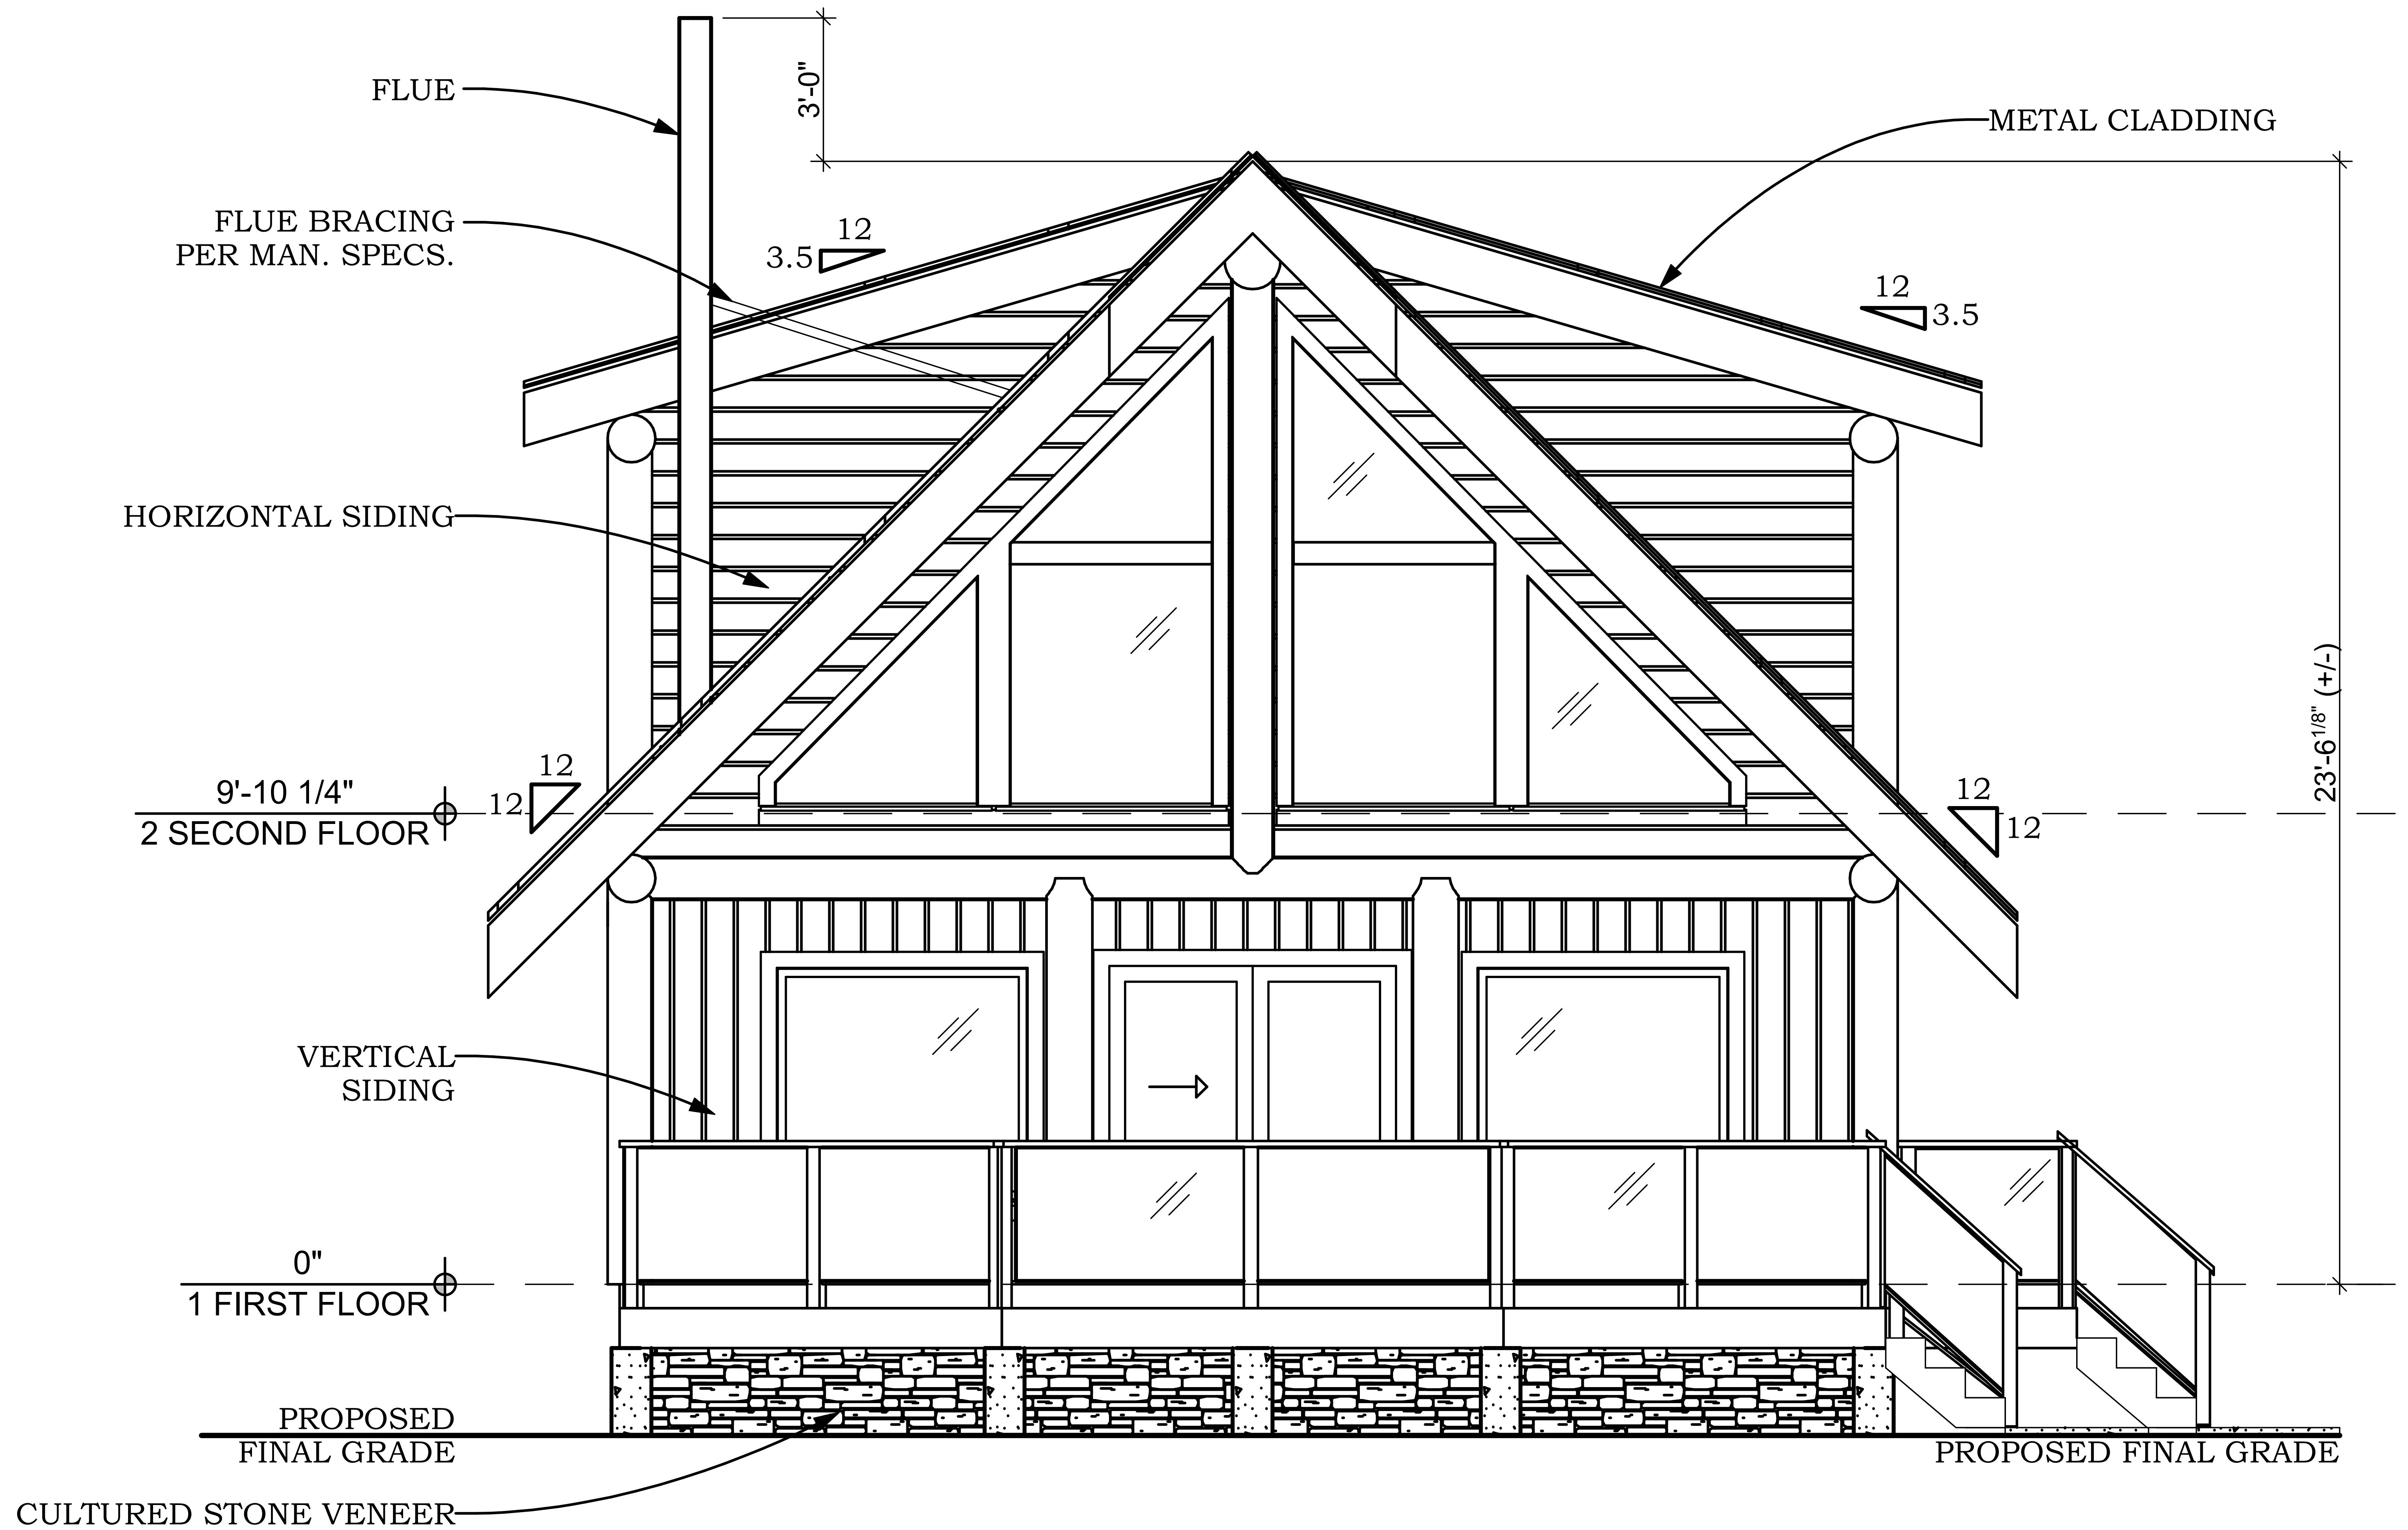 3'-0"
FLUE
METAL CLADDING
FLUE BRACING
PER MAN. SPECS.
12
3.5
12
3.5
HORIZONTAL SIDING
23'-6 1/8" (+/-)
9'-10 1/4"
2 SECOND FLOOR
12
12
12
12
VERTICAL
SIDING
0"
1 FIRST FLOOR
PROPOSED
FINAL GRADE
PROPOSED FINAL GRADE
CULTURED STONE VENEER